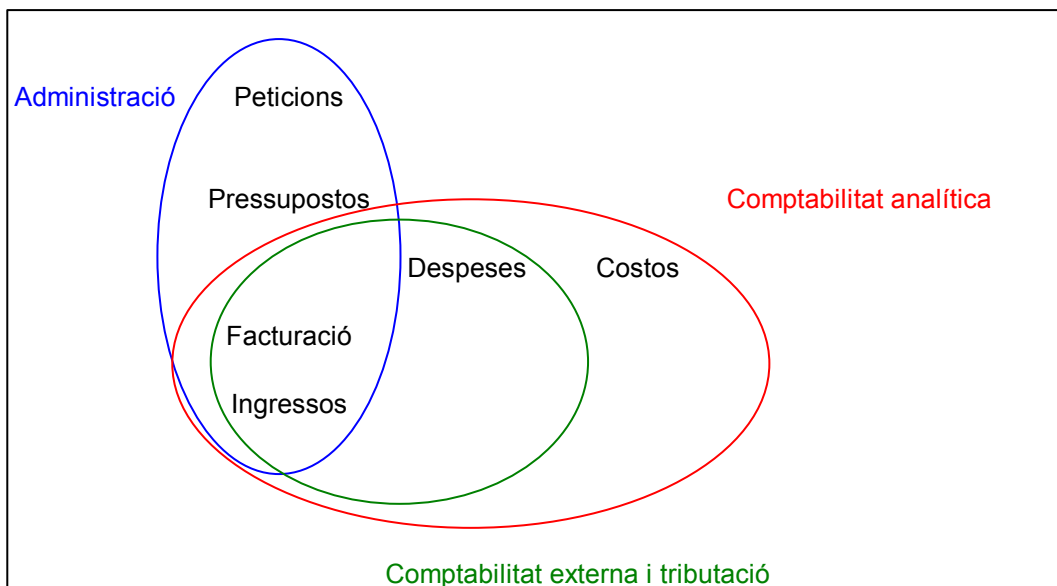 Administració
Peticions
Pressupostos
Comptabilitat analítica
Despeses
Costos
Facturació
Ingressos
Comptabilitat externa i tributació